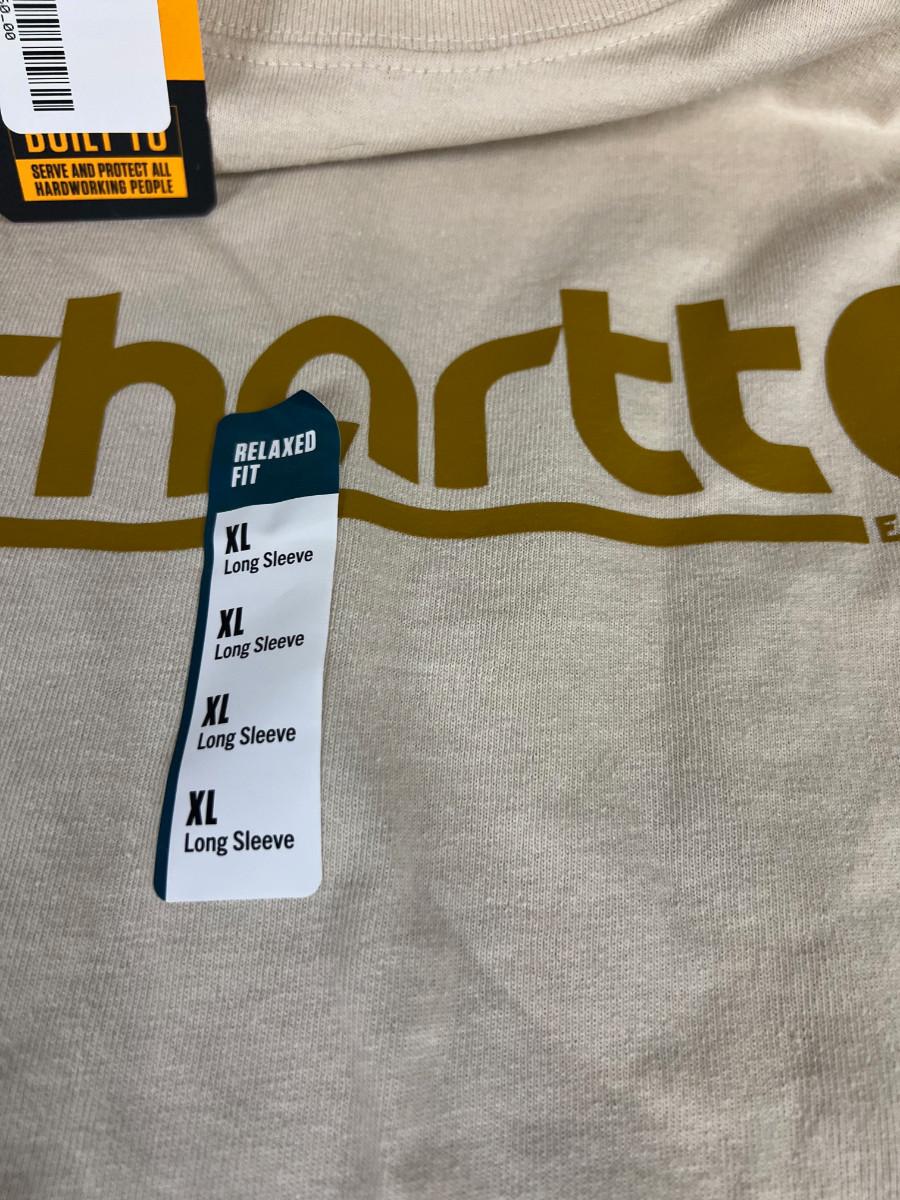 BUILT TO
SERVE AND PROTECT ALL
HARDWORKING PEOPLE
hartt
RELAXED
FIT
XL
Long Sleeve
XL
Long Sleeve
XL
Long Sleeve
XL
Long Sleeve